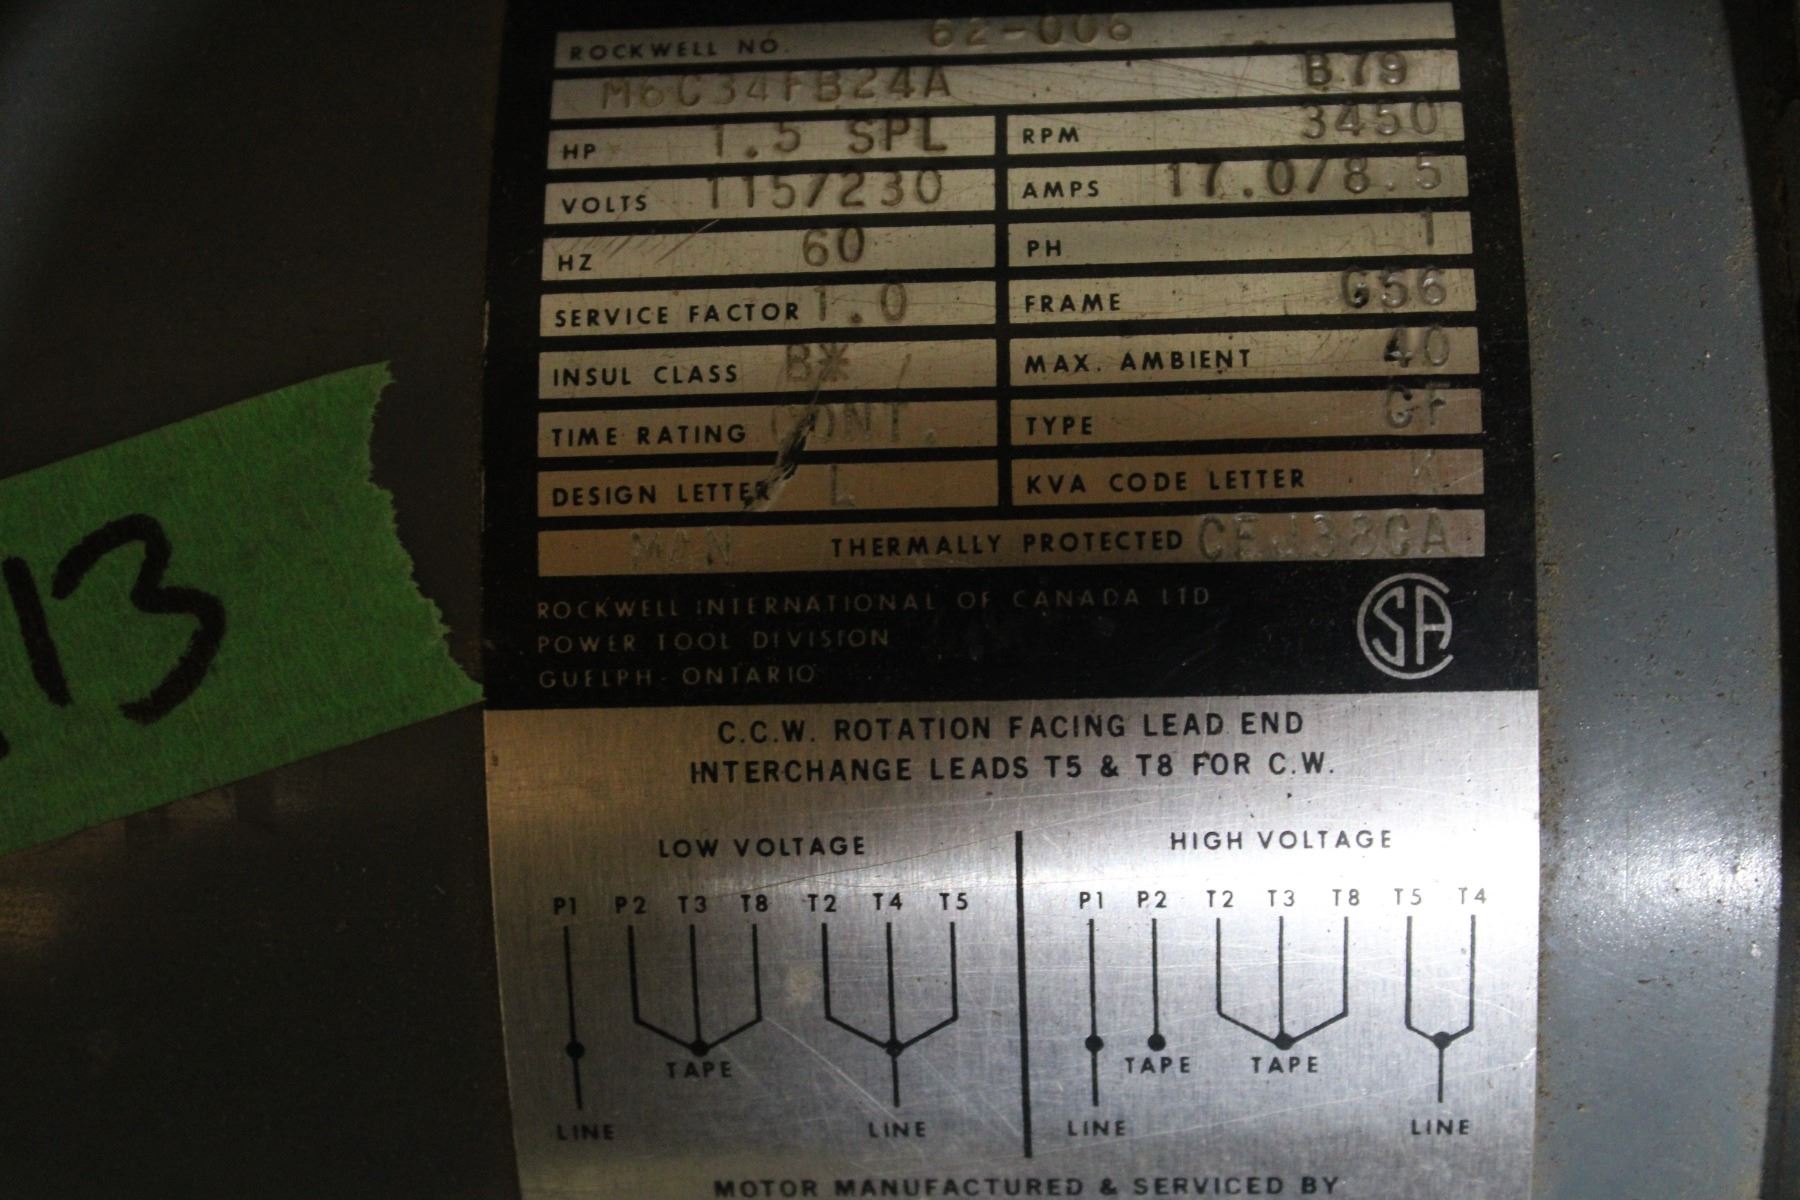 ROCKWELL NO. 62-006
M6C34FB24A B79
HP 1.5 SPL RPM 3450
VOLTS 115/230 AMPS 17.0/8.5
HZ 60 PH 1
SERVICE FACTOR 1.0 FRAME G56
INSUL CLASS B* MAX. AMBIENT 40
TIME RATING CONT. TYPE GF
DESIGN LETTER L KVA CODE LETTER K
MAN THERMALLY PROTECTED CEJ38CA
ROCKWELL INTERNATIONAL OF CANADA LTD
POWER TOOL DIVISION
GUELPH - ONTARIO
SA
13
C.C.W. ROTATION FACING LEAD END
INTERCHANGE LEADS T5 & T8 FOR C.W.
LOW VOLTAGE HIGH VOLTAGE
P1 P2 T3 T8 T2 T4 T5 P1 P2 T2 T3 T8 T5 T4
TAPE TAPE TAPE
LINE LINE LINE LINE
MOTOR MANUFACTURED & SERVICED BY